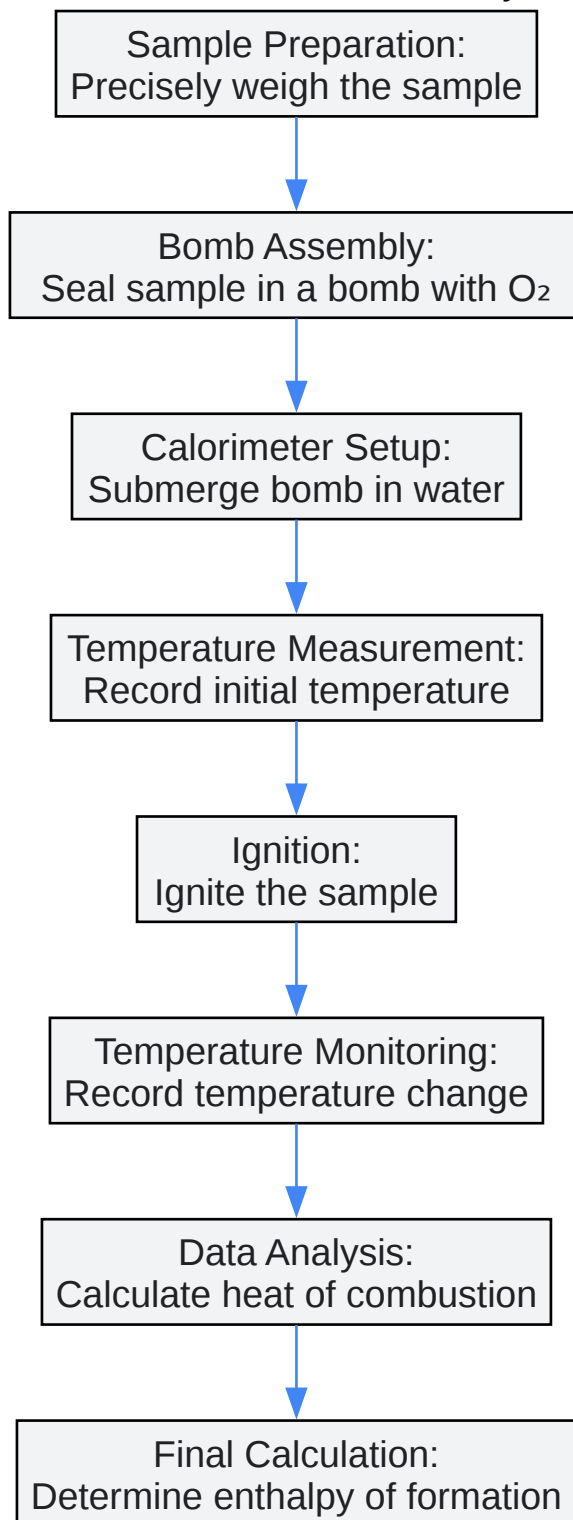 Sample Preparation:
Precisely weigh the sample
Bomb Assembly:
Seal sample in a bomb with O₂
Calorimeter Setup:
Submerge bomb in water
Temperature Measurement:
Record initial temperature
Ignition:
Ignite the sample
Temperature Monitoring:
Record temperature change
Data Analysis:
Calculate heat of combustion
Final Calculation:
Determine enthalpy of formation